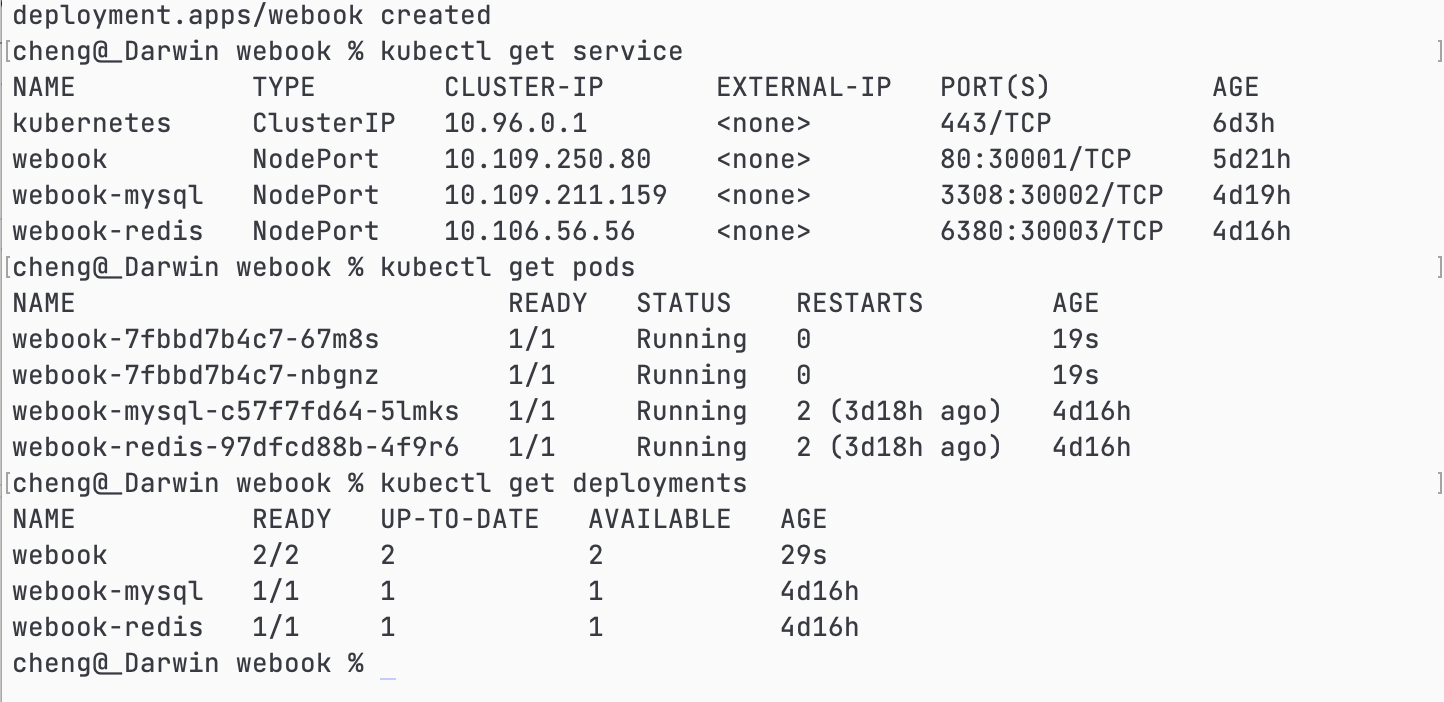 deployment.apps/webook created
[cheng@_Darwin webook % kubectl get service ]
NAME TYPE CLUSTER-IP EXTERNAL-IP PORT(S) AGE
kubernetes ClusterIP 10.96.0.1 <none> 443/TCP 6d3h
webook NodePort 10.109.250.80 <none> 80:30001/TCP 5d21h
webook-mysql NodePort 10.109.211.159 <none> 3308:30002/TCP 4d19h
webook-redis NodePort 10.106.56.56 <none> 6380:30003/TCP 4d16h
[cheng@_Darwin webook % kubectl get pods ]
NAME READY STATUS RESTARTS AGE
webook-7fbbd7b4c7-67m8s 1/1 Running 0 19s
webook-7fbbd7b4c7-nbgnz 1/1 Running 0 19s
webook-mysql-c57f7fd64-5lmks 1/1 Running 2 (3d18h ago) 4d16h
webook-redis-97dfcd88b-4f9r6 1/1 Running 2 (3d18h ago) 4d16h
[cheng@_Darwin webook % kubectl get deployments ]
NAME READY UP-TO-DATE AVAILABLE AGE
webook 2/2 2 2 29s
webook-mysql 1/1 1 1 4d16h
webook-redis 1/1 1 1 4d16h
cheng@_Darwin webook % _